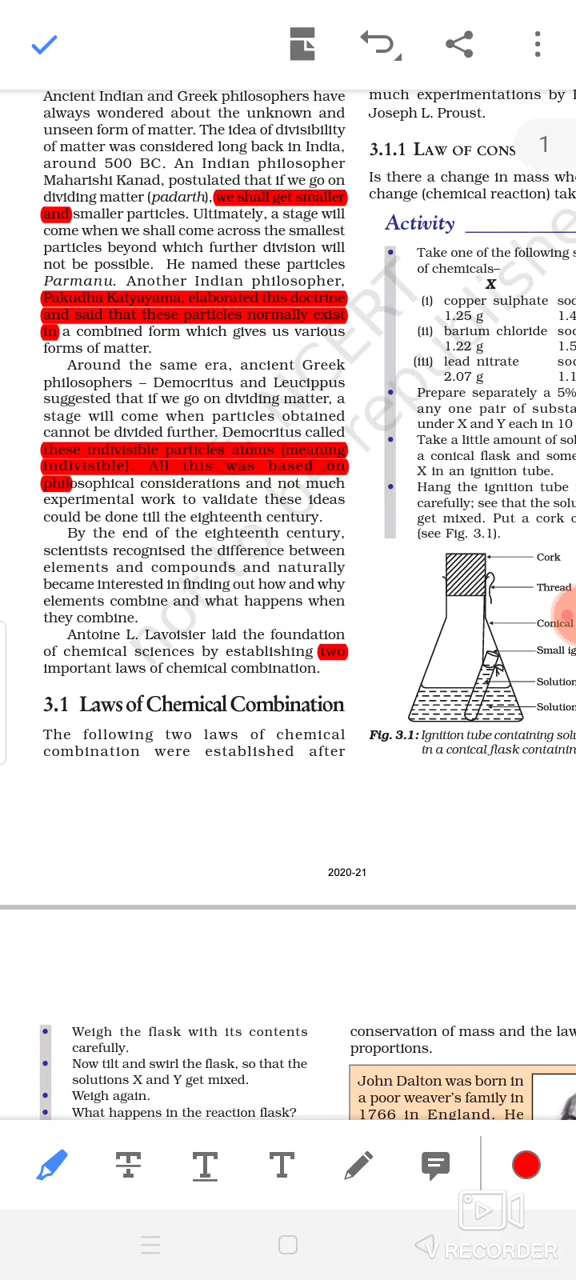 Ancient Indian and Greek philosophers have
always wondered about the unknown and
unseen form of matter. The idea of divisibility
of matter was considered long back in India,
around 500 BC. An Indian philosopher
Maharishi Kanad, postulated that if we go on
dividing matter (padarth), we shall get smaller
and smaller particles. Ultimately, a stage will
come when we shall come across the smallest
particles beyond which further division will
not be possible. He named these particles
Parmanu. Another Indian philosopher,
Pakudha Katyayama, elaborated this doctrine
and said that these particles normally exist
in a combined form which gives us various
forms of matter.
Around the same era, ancient Greek
philosophers – Democritus and Leucippus
suggested that if we go on dividing matter, a
stage will come when particles obtained
cannot be divided further. Democritus called
these indivisible particles atoms (meaning
indivisible). All this was based on
philosophical considerations and not much
experimental work to validate these ideas
could be done till the eighteenth century.
By the end of the eighteenth century,
scientists recognised the difference between
elements and compounds and naturally
became interested in finding out how and why
elements combine and what happens when
they combine.
Antoine L. Lavoisier laid the foundation
of chemical sciences by establishing two
important laws of chemical combination.
3.1 Laws of Chemical Combination
The following two laws of chemical
combination were established after
much experimentations by
Joseph L. Proust.
3.1.1 LAW OF CONS
1
Is there a change in mass
change (chemical reaction)
Activity
• Take one of the following
of chemicals–
X
(i) copper sulphate
1.25 g 1.4
(ii) barium chloride
1.22 g 1.5
(iii) lead nitrate
2.07 g 1.1
• Prepare separately a 5%
any one pair of
under X and Y each in 10
• Take a little amount of
a conical flask and some
X in an ignition tube.
• Hang the ignition tube
carefully; see that the
get mixed. Put a cork
(see Fig. 3.1).
Cork
Thread
Conical
Small
Solution
Solution
Fig. 3.1: Ignition tube containing
in a conical flask
not to be republished
NCERT
2020-21
• Weigh the flask with its contents
carefully.
• Now tilt and swirl the flask, so that the
solutions X and Y get mixed.
• Weigh again.
• What happens in the reaction flask?
conservation of mass and the law
proportions.
John Dalton was born in
a poor weaver's family in
1766 in England. He
T T T
RECORDER